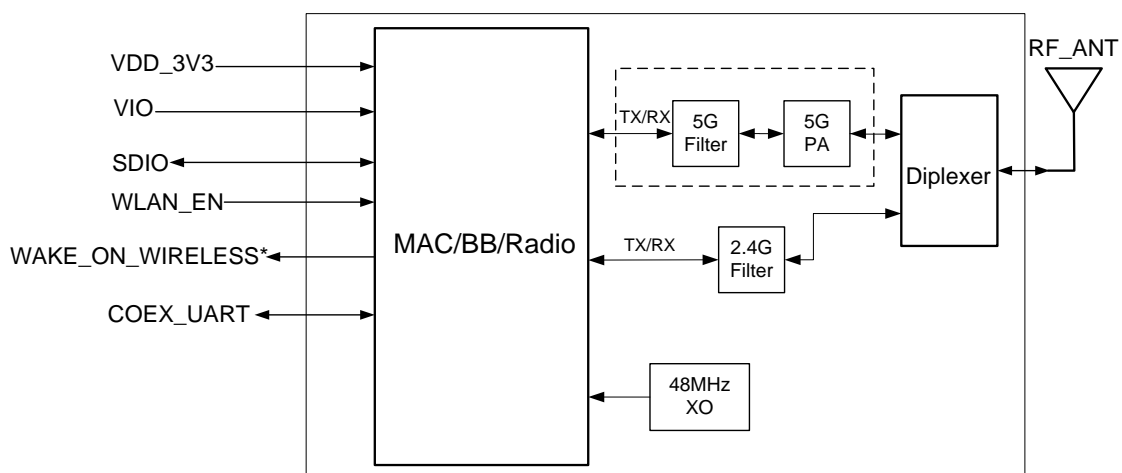 VDD_3V3
VIO
SDIO
WLAN_EN
WAKE_ON_WIRELESS*
COEX_UART
MAC/BB/Radio
TX/RX
5G
Filter
5G
PA
TX/RX
2.4G
Filter
48MHz
XO
Diplexer
RF_ANT